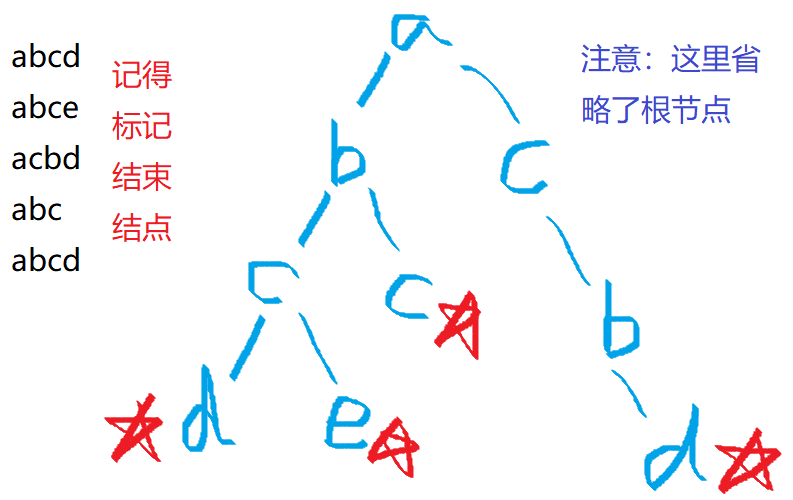 abcd
abce
acbd
abc
abcd
记得
标记
结束
结点
注意：这里省
略了根节点
a
b c
c c b
d e d